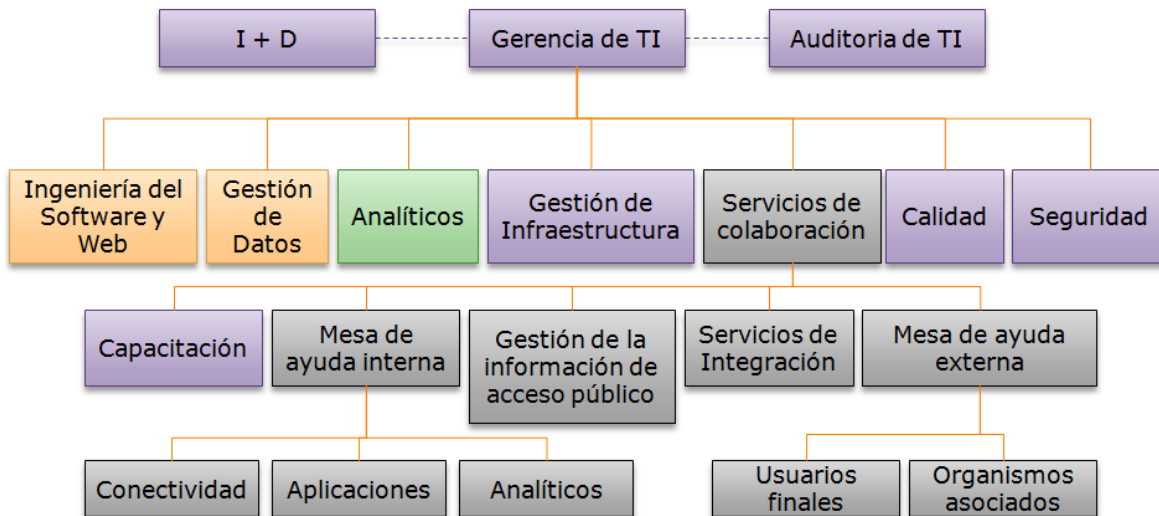 I + D
Gerencia de TI
Auditoria de TI
Ingeniería del
Software y
Web
Gestión
de
Datos
Analíticos
Gestión de
Infraestructura
Servicios de
colaboración
Calidad
Seguridad
Capacitación
Mesa de
ayuda interna
Gestión de la
información de
acceso público
Servicios de
Integración
Mesa de ayuda
externa
Conectividad
Aplicaciones
Analíticos
Usuarios
finales
Organismos
asociados